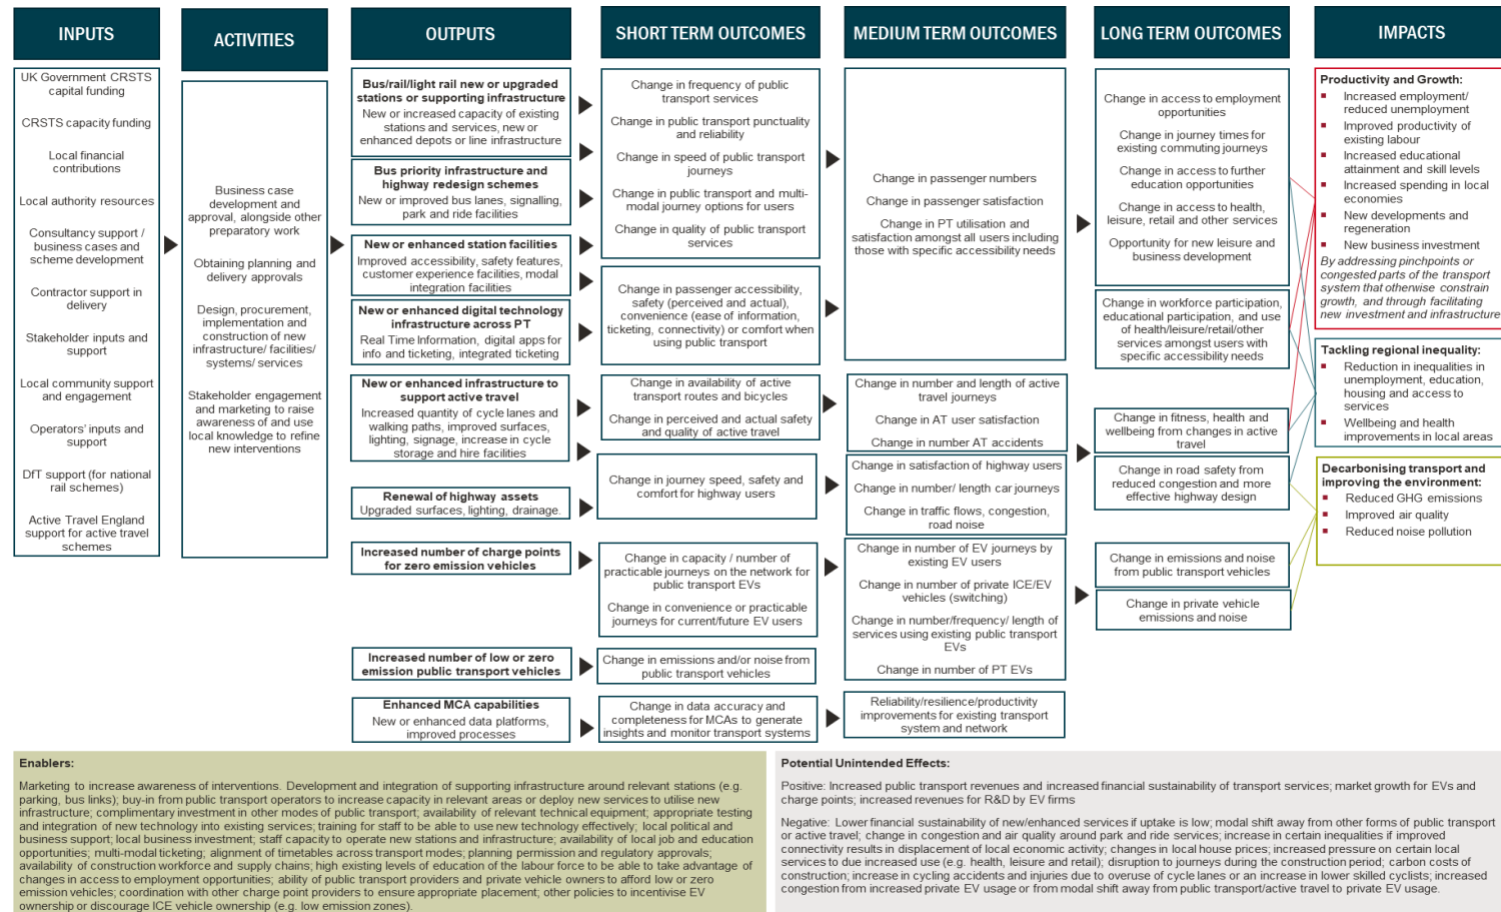 INPUTS
UK Government CRSTS
capital funding
CRSTS capacity funding
Local financial
contributions
Local authority resources
Consultancy support /
business cases and
scheme development
Contractor support in
delivery
Stakeholder inputs and
support
Local community support
and engagement
Operators' inputs and
support
DfT support (for national
rail schemes)
Active Travel England
support for active travel
schemes
ACTIVITIES
Business case
development and
approval, alongside other
preparatory work
Obtaining planning and
delivery approvals
Design, procurement,
implementation and
construction of new
infrastructure/ facilities/
systems/ services
Stakeholder engagement
and marketing to raise
awareness of and use
local knowledge to refine
new interventions
OUTPUTS
Bus/rail/light rail new or upgraded
stations or supporting infrastructure
New or increased capacity of existing
stations and services, new or
enhanced depots or line infrastructure
Bus priority infrastructure and
highway redesign schemes
New or improved bus lanes, signalling,
park and ride facilities
New or enhanced station facilities
Improved accessibility, safety features,
customer experience facilities, modal
integration facilities
New or enhanced digital technology
infrastructure across PT
Real Time Information, digital apps for
info and ticketing, integrated ticketing
New or enhanced infrastructure to
support active travel
Increased quantity of cycle lanes and
walking paths, improved surfaces,
lighting, signage, increase in cycle
storage and hire facilities
Renewal of highway assets
Upgraded surfaces, lighting, drainage.
Increased number of charge points
for zero emission vehicles
Increased number of low or zero
emission public transport vehicles
Enhanced MCA capabilities
New or enhanced data platforms,
improved processes
SHORT TERM OUTCOMES
Change in frequency of public
transport services
Change in public transport punctuality
and reliability
Change in speed of public transport
journeys
Change in public transport and multi-
modal journey options for users
Change in quality of public transport
services
Change in passenger accessibility,
safety (perceived and actual),
convenience (ease of information,
ticketing, connectivity) or comfort when
using public transport
Change in availability of active
transport routes and bicycles
Change in perceived and actual safety
and quality of active travel
Change in journey speed, safety and
comfort for highway users
Change in capacity / number of
practicable journeys on the network for
public transport EVs
Change in convenience or practicable
journeys for current/future EV users
Change in emissions and/or noise from
public transport vehicles
Change in data accuracy and
completeness for MCAs to generate
insights and monitor transport systems
MEDIUM TERM OUTCOMES
Change in passenger numbers
Change in passenger satisfaction
Change in PT utilisation and
satisfaction amongst all users including
those with specific accessibility needs
Change in number and length of active
travel journeys
Change in AT user satisfaction
Change in number AT accidents
Change in satisfaction of highway users
Change in number/ length car journeys
Change in traffic flows, congestion,
road noise
Change in number of EV journeys by
existing EV users
Change in number of private ICE/EV
vehicles (switching)
Change in number/frequency/ length of
services using existing public transport
EVs
Change in number of PT EVs
Reliability/resilience/productivity
improvements for existing transport
system and network
LONG TERM OUTCOMES
Change in access to employment
opportunities
Change in journey times for
existing commuting journeys
Change in access to further
education opportunities
Change in access to health,
leisure, retail and other services
Opportunity for new leisure and
business development
Change in workforce participation,
educational participation, and use
of health/leisure/retail/other
services amongst users with
specific accessibility needs
Change in fitness, health and
wellbeing from changes in active
travel
Change in road safety from
reduced congestion and more
effective highway design
Change in emissions and noise
from public transport vehicles
Change in private vehicle
emissions and noise
IMPACTS
Productivity and Growth:
Increased employment/
reduced unemployment
Improved productivity of
existing labour
Increased educational
attainment and skill levels
Increased spending in local
economies
New developments and
regeneration
New business investment
By addressing pinchpoints or
congested parts of the transport
system that otherwise constrain
growth, and through facilitating
new investment and infrastructure
Tackling regional inequality:
Reduction in inequalities in
unemployment, education,
housing and access to
services
Wellbeing and health
improvements in local areas
Decarbonising transport and
improving the environment:
Reduced GHG emissions
Improved air quality
Reduced noise pollution
Enablers:
Marketing to increase awareness of interventions. Development and integration of supporting infrastructure around relevant stations (e.g.
parking, bus links); buy-in from public transport operators to increase capacity in relevant areas or deploy new services to utilise new
infrastructure; complimentary investment in other modes of public transport; availability of relevant technical equipment; appropriate testing
and integration of new technology into existing services; training for staff to be able to use new technology effectively; local political and
business support; local business investment; staff capacity to operate new stations and infrastructure; availability of local job and education
opportunities; multi-modal ticketing; alignment of timetables across transport modes; planning permission and regulatory approvals;
availability of construction workforce and supply chains; high existing levels of education of the labour force to be able to take advantage of
changes in access to employment opportunities; ability of public transport providers and private vehicle owners to afford low or zero
emission vehicles; coordination with other charge point providers to ensure appropriate placement; other policies to incentivise EV
ownership or discourage ICE vehicle ownership (e.g. low emission zones).
Potential Unintended Effects:
Positive: Increased public transport revenues and increased financial sustainability of transport services; market growth for EVs and
charge points; increased revenues for R&D by EV firms
Negative: Lower financial sustainability of new/enhanced services if uptake is low; modal shift away from other forms of public transport
or active travel; change in congestion and air quality around park and ride services; increase in certain inequalities if improved
connectivity results in displacement of local economic activity; changes in local house prices; increased pressure on certain local
services to due increased use (e.g. health, leisure and retail); disruption to journeys during the construction period; carbon costs of
construction; increase in cycling accidents and injuries due to overuse of cycle lanes or an increase in lower skilled cyclists; increased
congestion from increased private EV usage or from modal shift away from public transport/active travel to private EV usage.